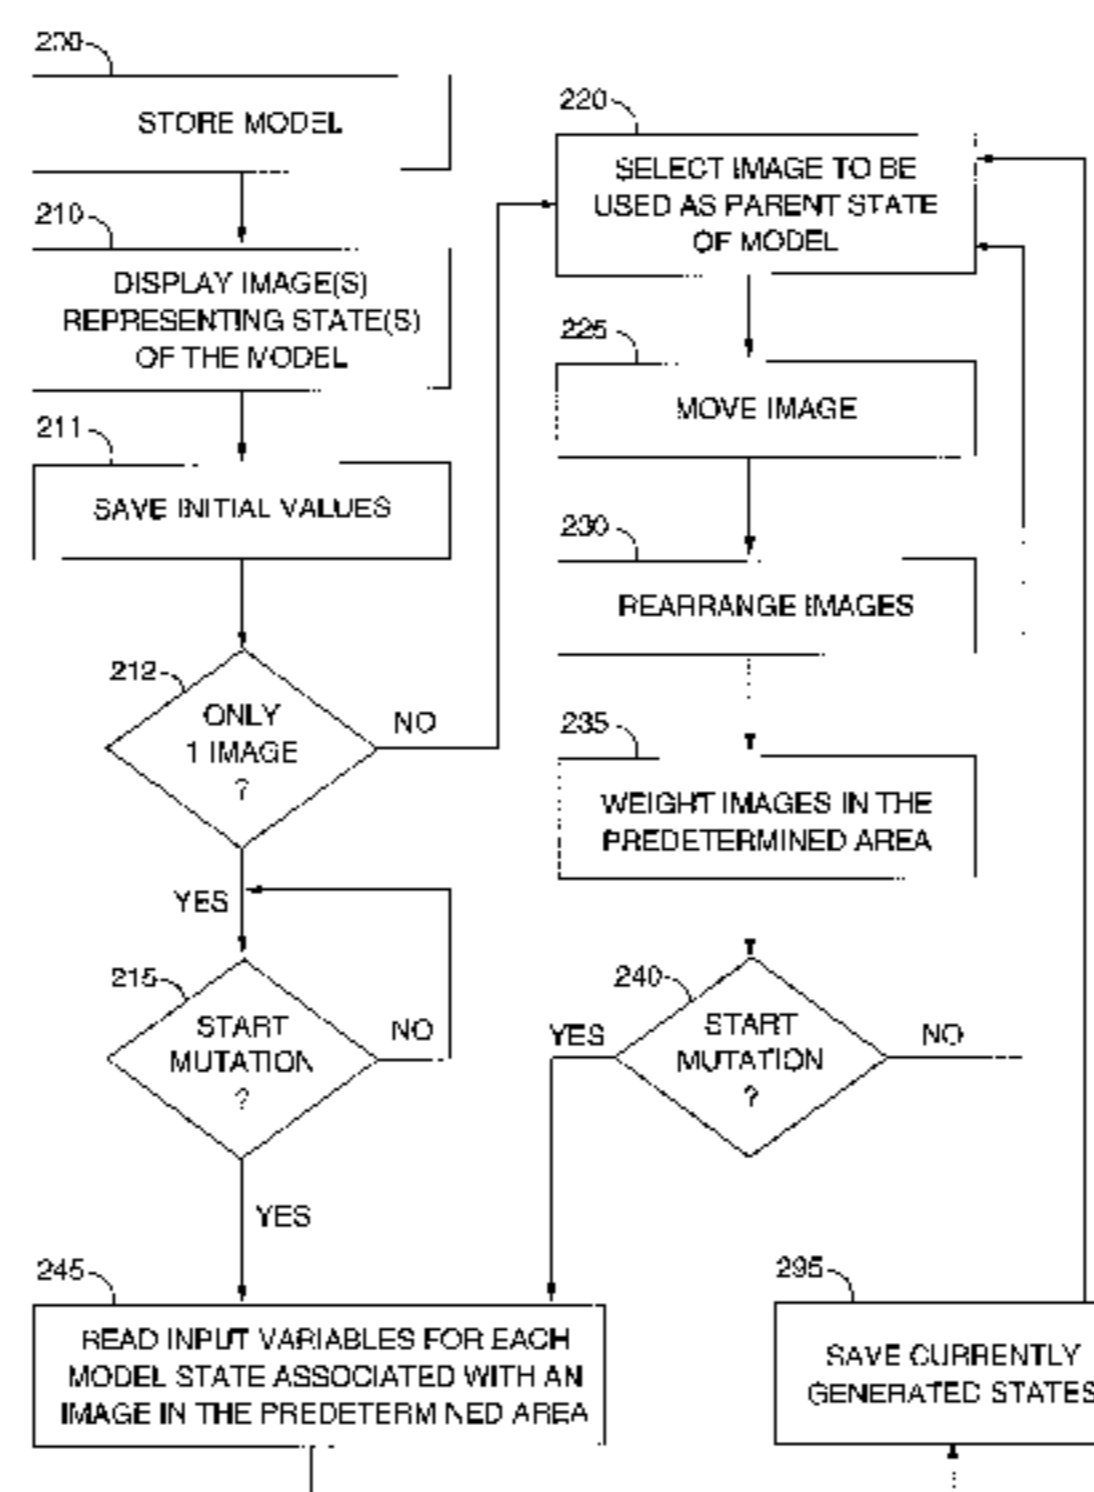 200
STORE MODEL
210
DISPLAY IMAGE(S)
REPRESENTING STATE(S)
OF THE MODEL
211
SAVE INITIAL VALUES
212
ONLY
1 IMAGE
?
NO
YES
215
START
MUTATION
?
NO
YES
245
READ INPUT VARIABLES FOR EACH
MODEL STATE ASSOCIATED WITH AN
IMAGE IN THE PREDETERMINED AREA
220
SELECT IMAGE TO BE
USED AS PARENT STATE
OF MODEL
225
MOVE IMAGE
230
REARRANGE IMAGES
235
WEIGHT IMAGES IN THE
PREDETERMINED AREA
240
START
MUTATION
?
YES
NO
295
SAVE CURRENTLY
GENERATED STATES